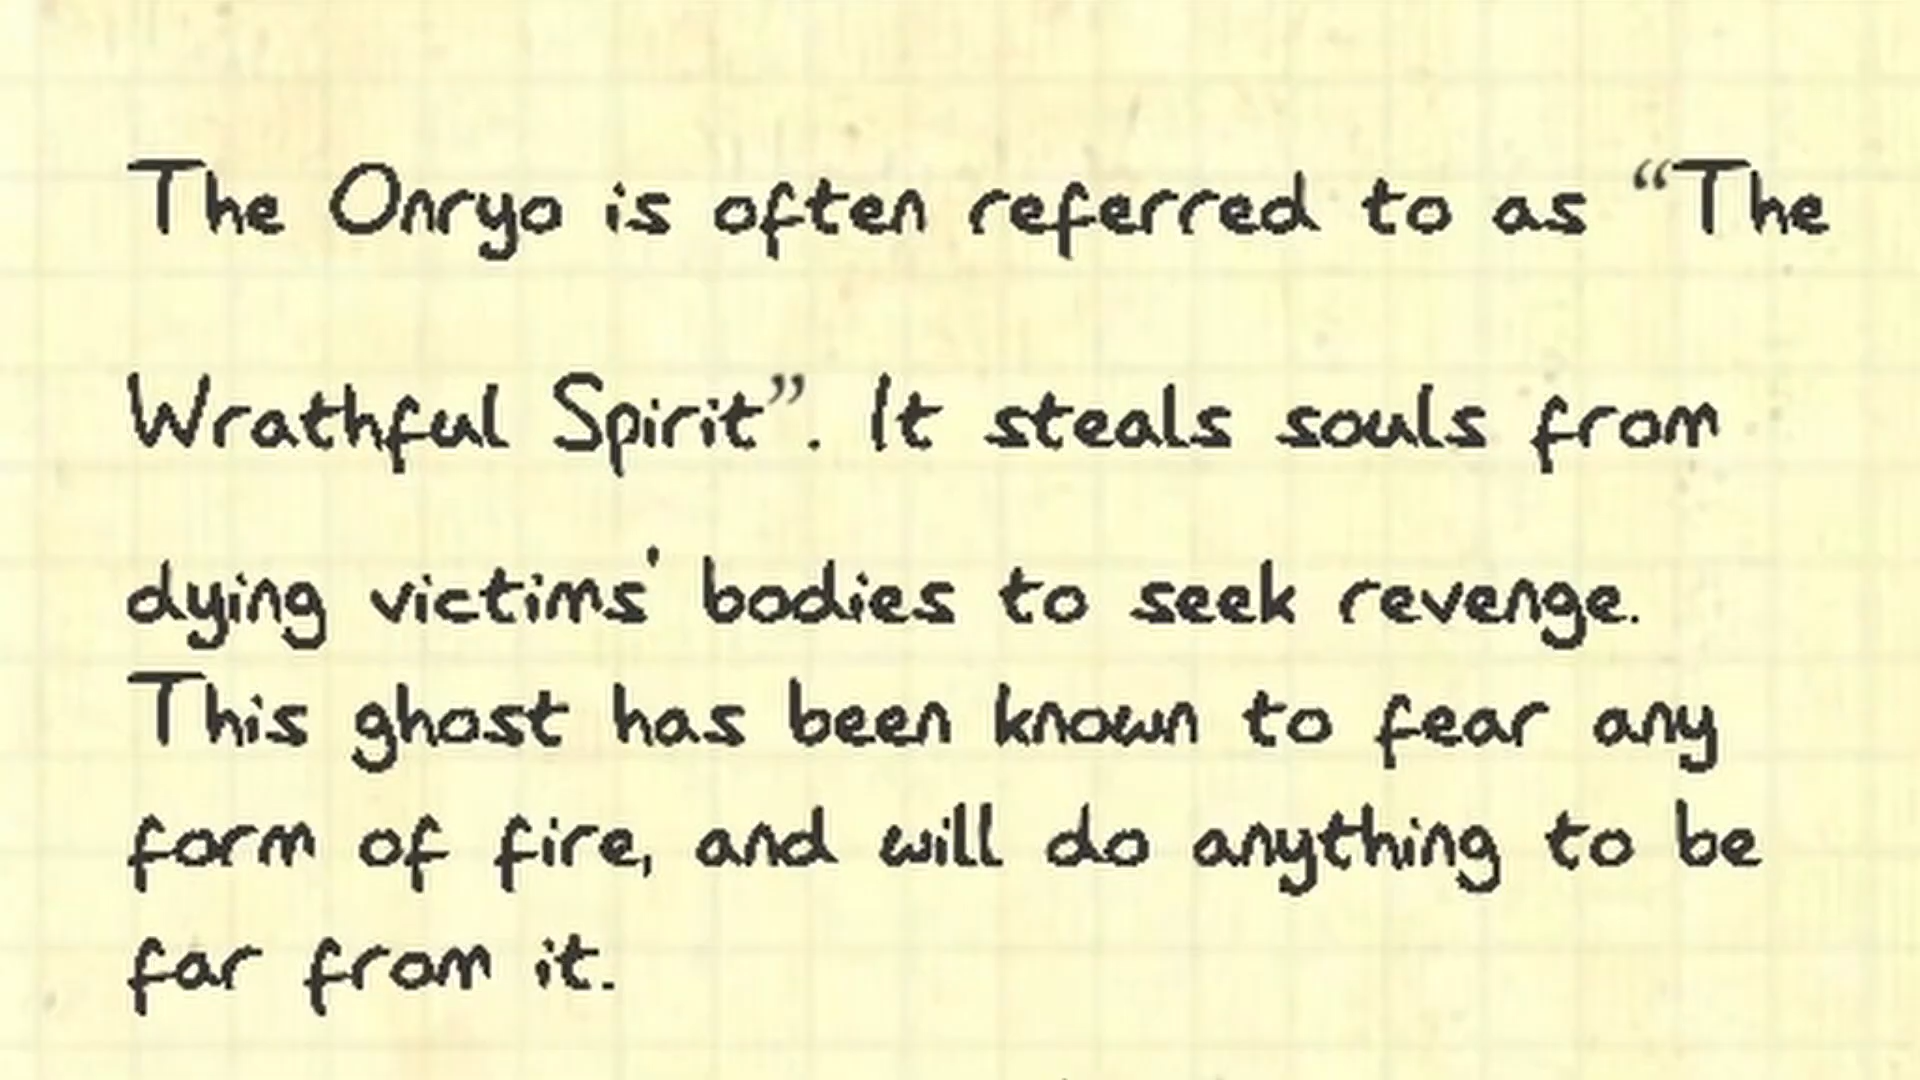 The Onryo is often referred to as “The
Wrathful Spirit”. It steals souls from
dying victims' bodies to seek revenge.
This ghost has been known to fear any
form of fire, and will do anything to be
far from it.